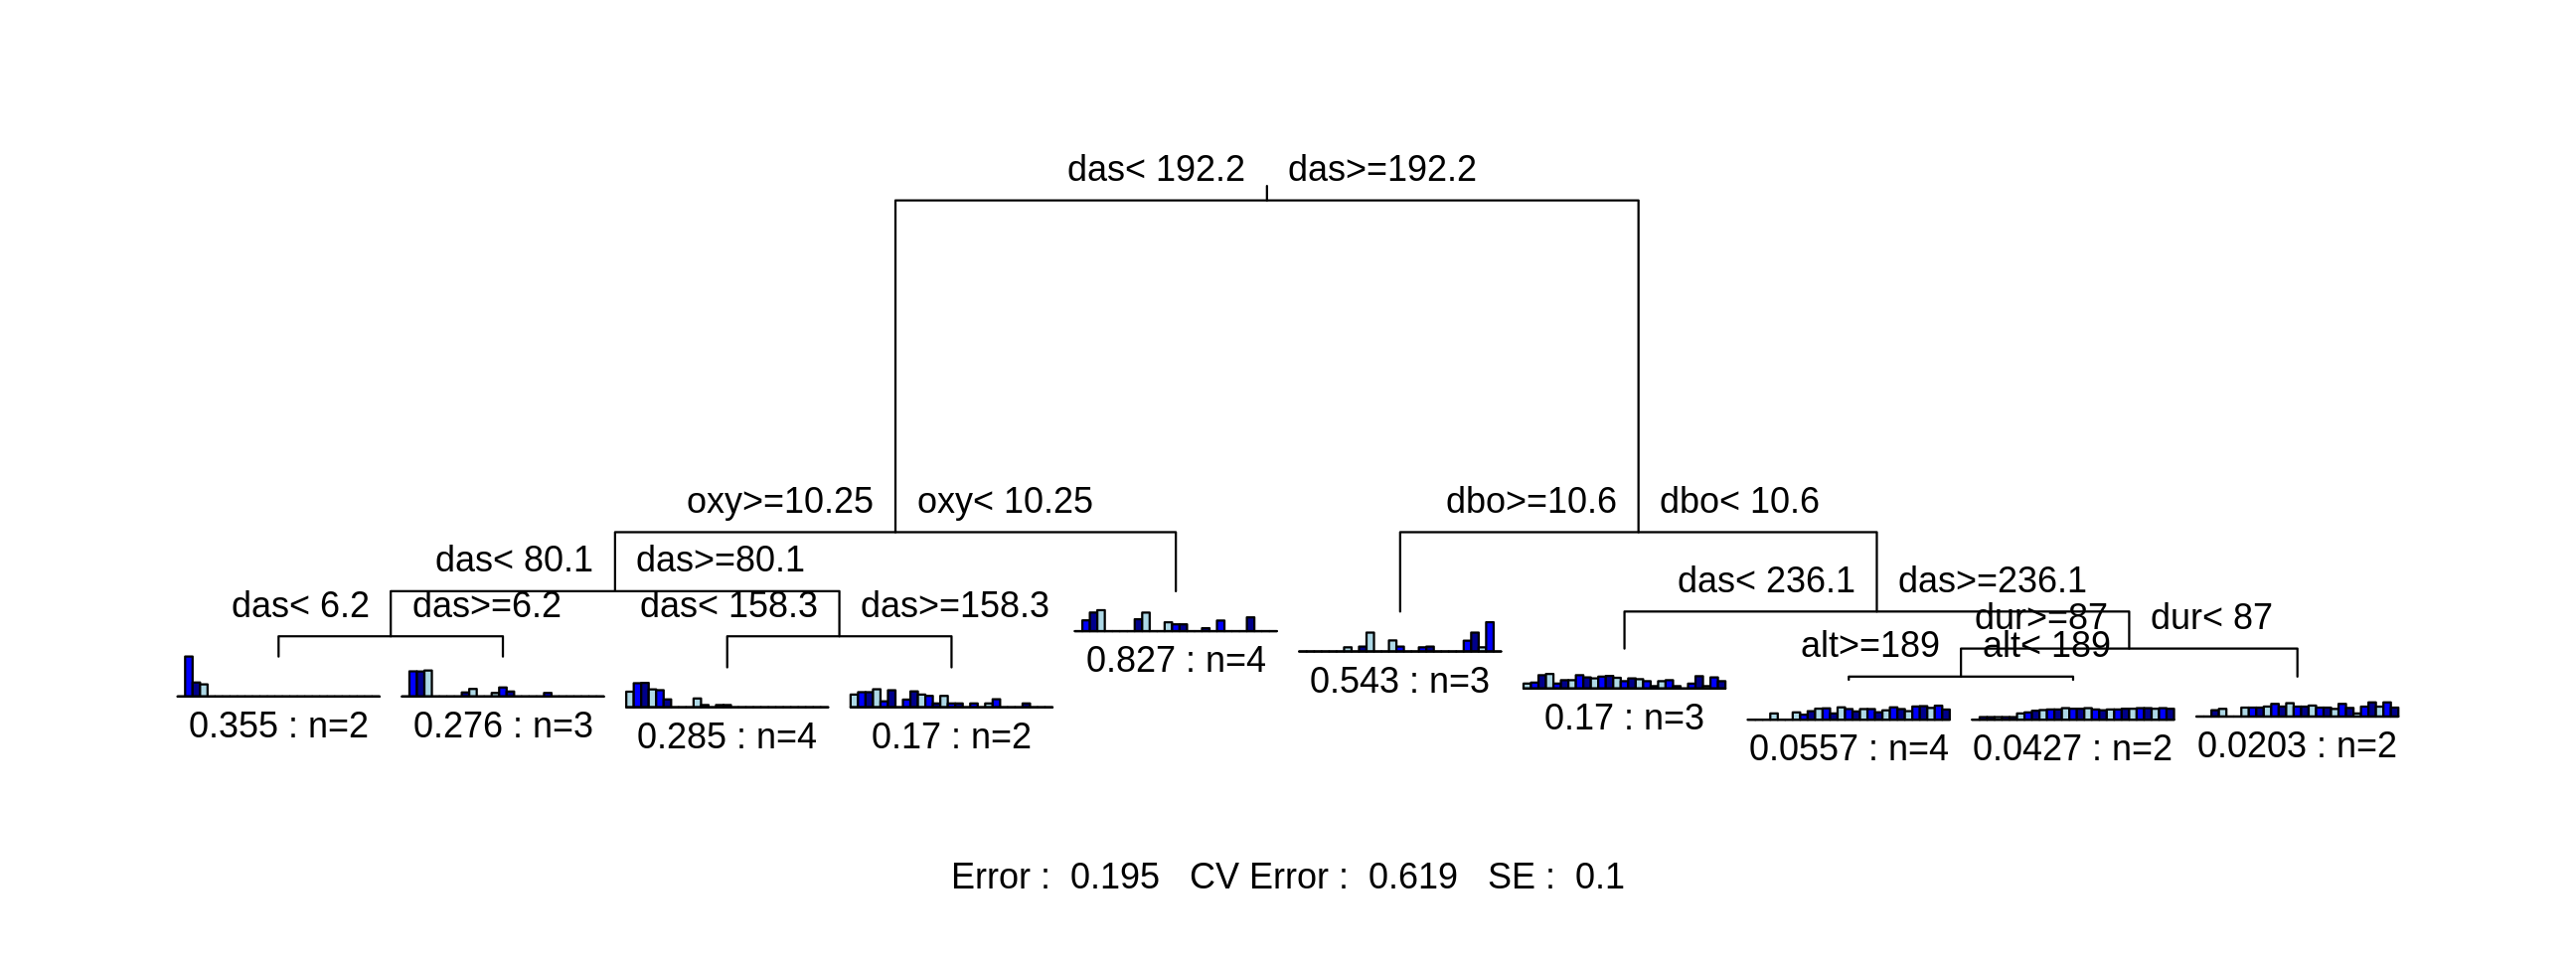 das< 192.2 das>=192.2
oxy>=10.25 oxy< 10.25 dbo>=10.6 dbo< 10.6
das< 80.1 das>=80.1
das< 236.1 das>=236.1
das< 6.2 das>=6.2 das< 158.3 das>=158.3
dur>=87 dur< 87
alt>=189 alt< 189
0.827 : n=4
0.543 : n=3
0.17 : n=3
0.355 : n=2 0.276 : n=3
0.285 : n=4 0.17 : n=2
0.0557 : n=4 0.0427 : n=2 0.0203 : n=2
Error : 0.195 CV Error : 0.619 SE : 0.1